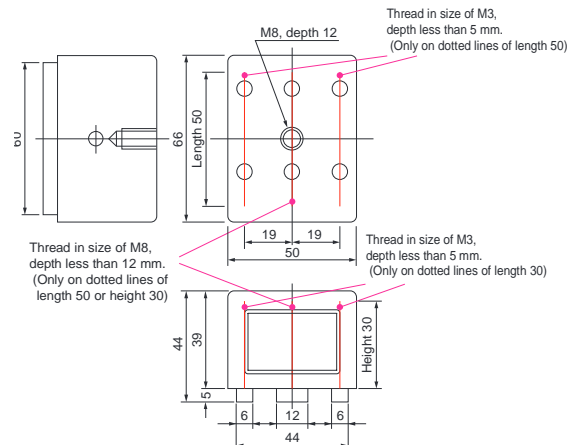 Thread in size of M3,
depth less than 5 mm.
(Only on dotted lines of length 50)
M8, depth 12
60
66
Length 50
19
19
50
Thread in size of M8,
depth less than 12 mm.
(Only on dotted lines of
length 50 or height 30)
Thread in size of M3,
depth less than 5 mm.
(Only on dotted lines of length 30)
44
39
5
Height 30
6
12
6
44